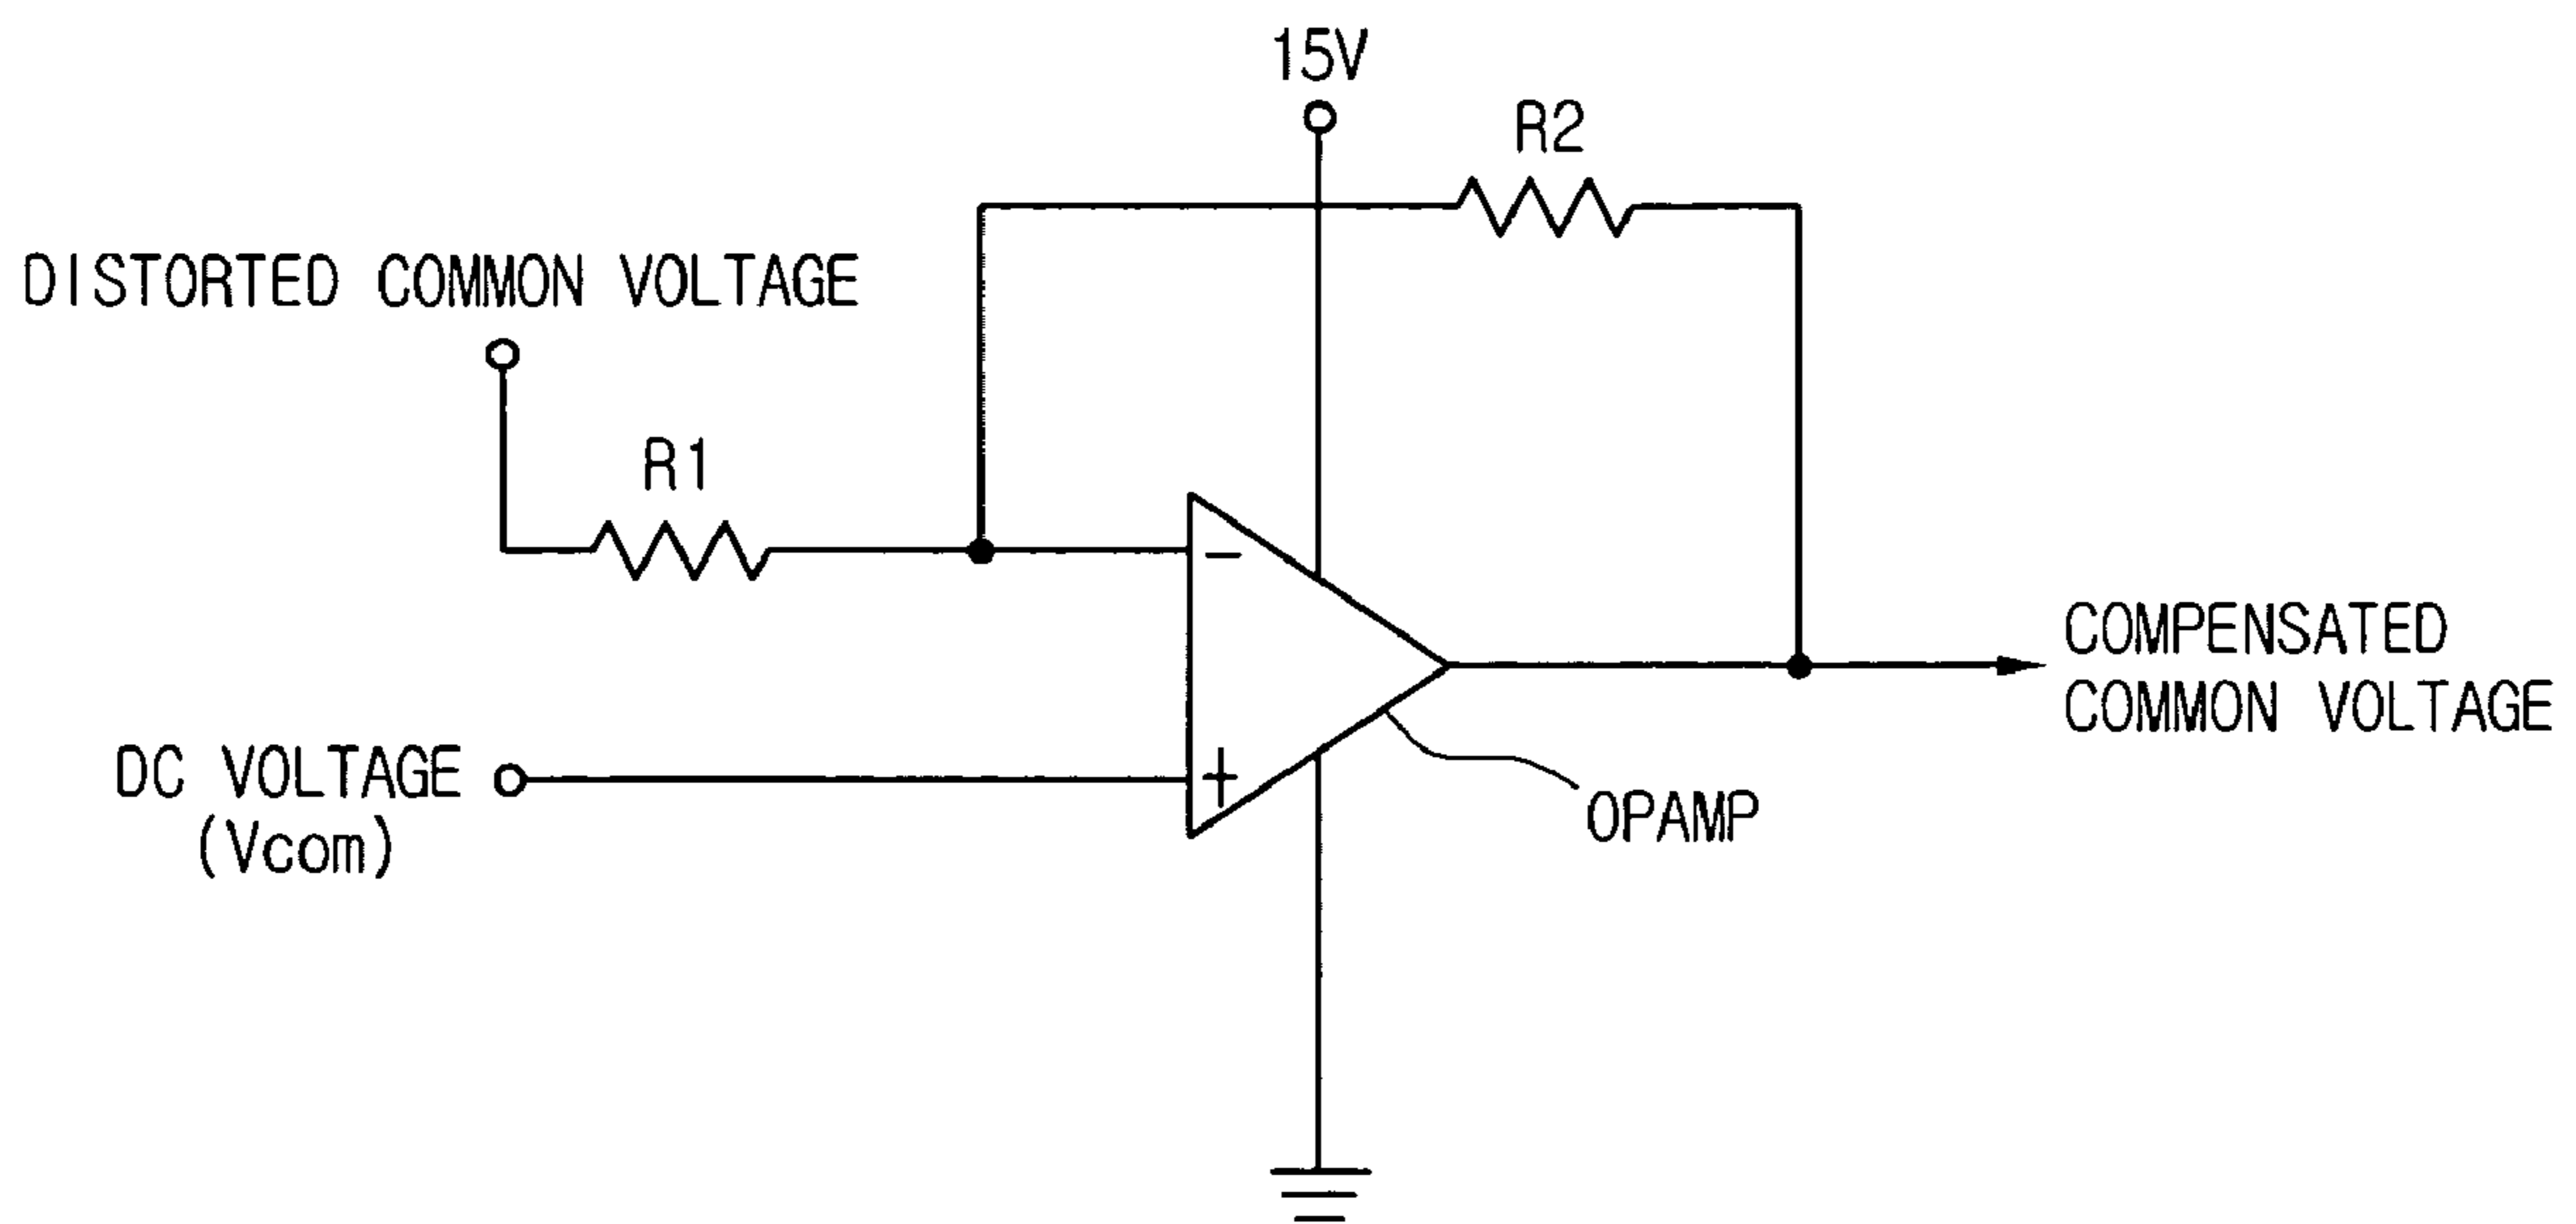 15V
R2
DISTORTED COMMON VOLTAGE
R1
−
COMPENSATED
COMMON VOLTAGE
DC VOLTAGE
(Vcom)
+
OPAMP